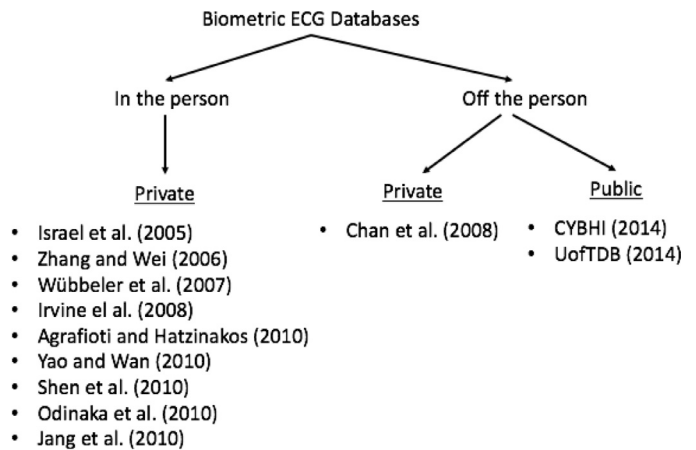 Biometric ECG Databases
In the person
Off the person
Private
• Israel et al. (2005)
• Zhang and Wei (2006)
• Wübbeler et al. (2007)
• Irvine el al. (2008)
• Agrafioti and Hatzinakos (2010)
• Yao and Wan (2010)
• Shen et al. (2010)
• Odinaka et al. (2010)
• Jang et al. (2010)
Private
• Chan et al. (2008)
Public
• CYBHI (2014)
• UofTDB (2014)